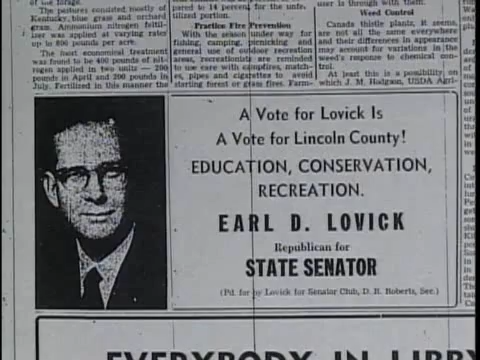 The pastures consisted mostly of
Kentucky, blue grass and orchard
grass. Ammonium nitrogen fertil-
izer was applied at varying rates
up to 800 pounds per acre.
The most economical treatment
was found to be 400 pounds of nit-
rogen applied in two units — 200
pounds in April and 200 pounds in
July. Fertilized in this manner the
pared to 14 percent, for the unfe-
tilized portion.
Practice Fire Prevention
With the season under way for
fishing, camping, picnicking and
general use of outdoor recreation
areas, recreationists are reminded
to use care with campfires, match-
es, pipes and cigarettes to avoid
starting forest or grass fires. Farm-
user is through with them.
Weed Control
Canada thistle plants, it seems,
are not all the same everywhere
and their differences in appearance
may account for variations in the
weed's response to chemical con-
trol.
At least this is a possibility, on
which J. M. Hodgson, USDA Agri-
A Vote for Lovick Is
A Vote for Lincoln County!
EDUCATION, CONSERVATION,
RECREATION.
EARL D. LOVICK
Republican for
STATE SENATOR
(Pd. for by Lovick for Senator Club, D. R. Roberts, Sec.)
EVERYBODY IN LIBBY